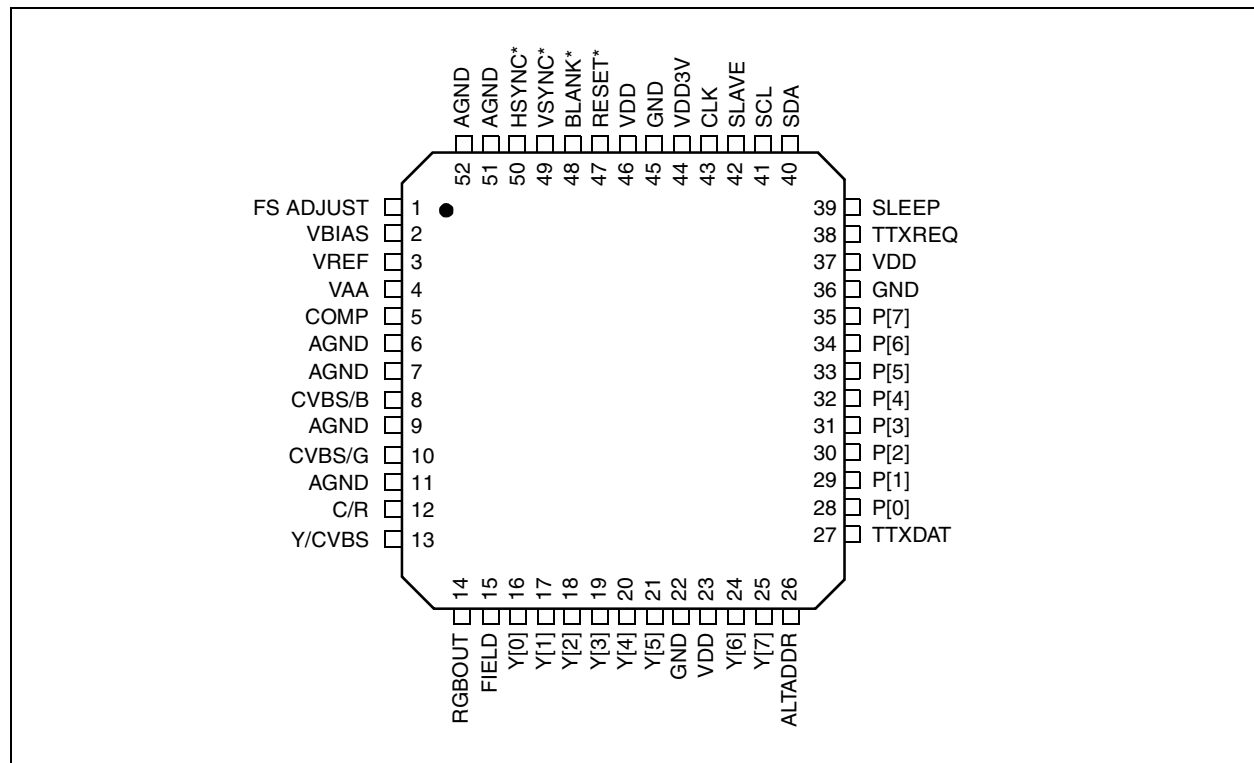 AGND
AGND
HSYNC*
VSYNC*
BLANK*
RESET*
VDD
GND
VDD3V
CLK
SLAVE
SCL
SDA
52
51
50
49
48
47
46
45
44
43
42
41
40
FS ADJUST 1
VBIAS 2
VREF 3
VAA 4
COMP 5
AGND 6
AGND 7
CVBS/B 8
AGND 9
CVBS/G 10
AGND 11
C/R 12
Y/CVBS 13
39 SLEEP
38 TTXREQ
37 VDD
36 GND
35 P[7]
34 P[6]
33 P[5]
32 P[4]
31 P[3]
30 P[2]
29 P[1]
28 P[0]
27 TTXDAT
14
15
16
17
18
19
20
21
22
23
24
25
26
RGBOUT
FIELD
Y[0]
Y[1]
Y[2]
Y[3]
Y[4]
Y[5]
GND
VDD
Y[6]
Y[7]
ALTADDR